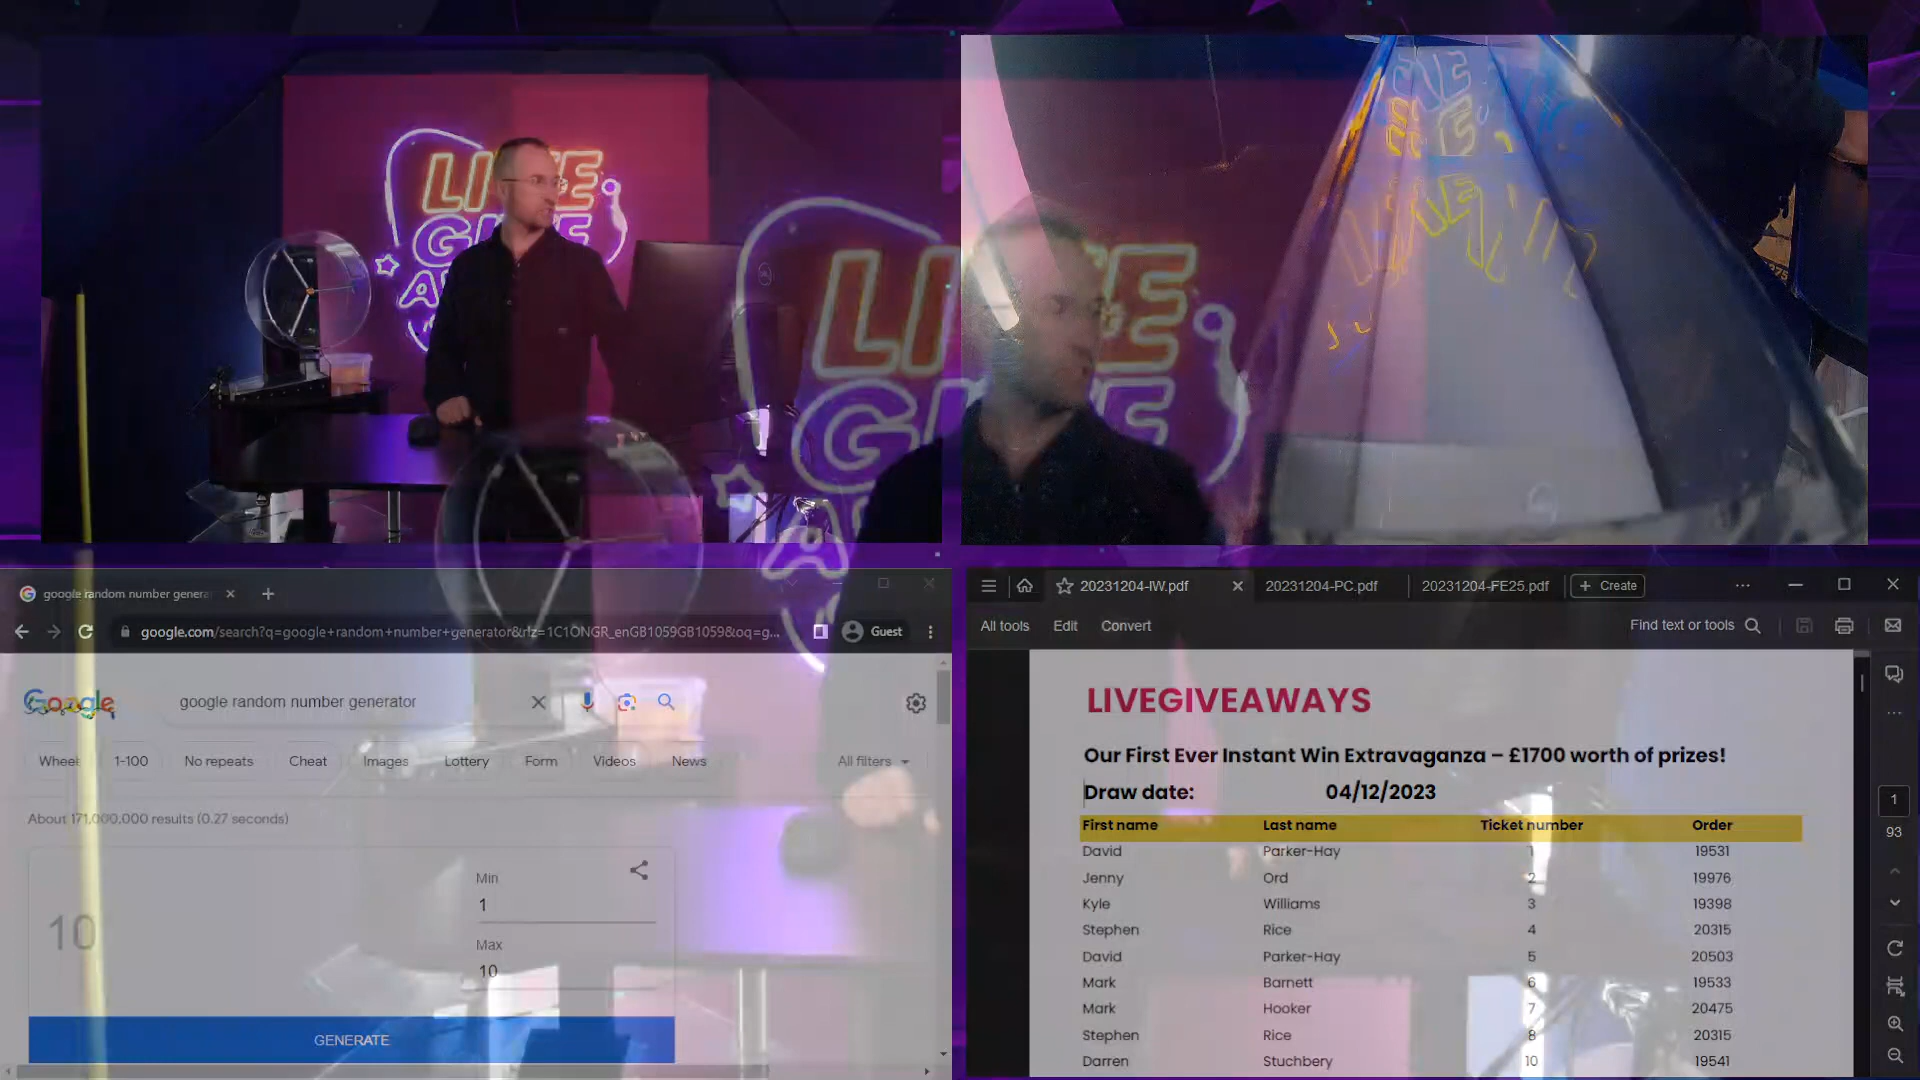 LIVE
GIVE
LI E
GI E
A
google random number genera
google.com/search?q=google+random+number+generator&rlz=1C1ONGR_enGB1059GB1059&oq=g...
Guest
Google
google random number generator
Wheel
1-100
No repeats
Cheat
Images
Lottery
Form
Videos
News
All filters
About 171,000,000 results (0.27 seconds)
10
Min
1
Max
10
GENERATE
20231204-IW.pdf
20231204-PC.pdf
20231204-FE25.pdf
Create
All tools
Edit
Convert
Find text or tools
LIVEGIVEAWAYS
Our First Ever Instant Win Extravaganza – £1700 worth of prizes!
Draw date: 04/12/2023
First name Last name Ticket number Order
David Parker-Hay 1 19531
Jenny Ord 2 19976
Kyle Williams 3 19398
Stephen Rice 4 20315
David Parker-Hay 5 20503
Mark Barnett 6 19533
Mark Hooker 7 20475
Stephen Rice 8 20315
Darren Stuchbery 10 19541
1
93